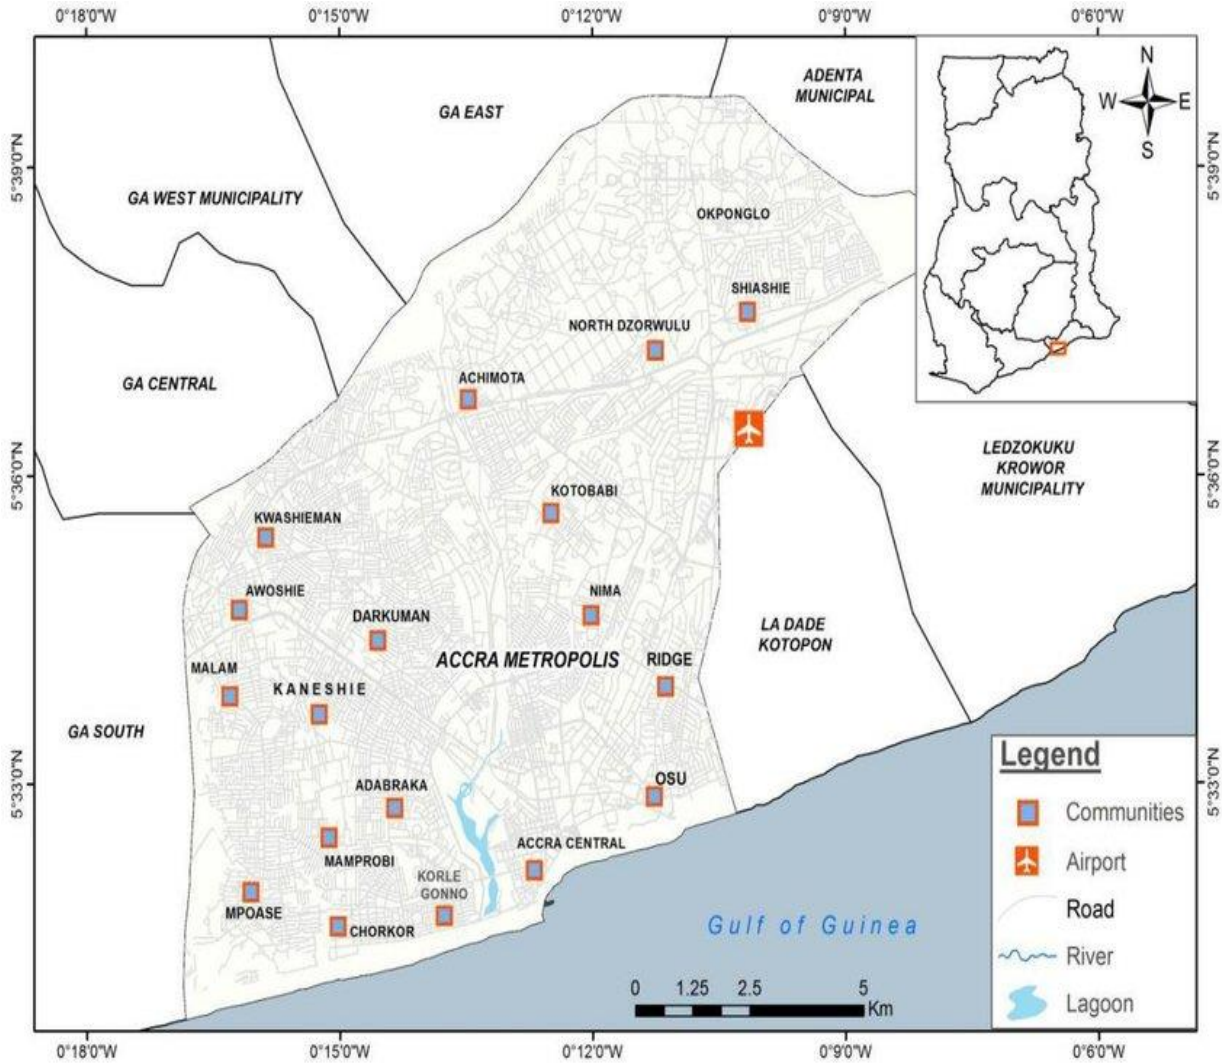 0°18'0"W
0°15'0"W
0°12'0"W
0°9'0"W
0°6'0"W
ADENTA
MUNICIPAL
GA EAST
N
W
E
S
5°39'0"N
5°39'0"N
GA WEST MUNICIPALITY
OKPONGLO
SHIASHIE
NORTH DZORWULU
GA CENTRAL
ACHIMOTA
LEDZOKUKU
KROWOR
MUNICIPALITY
5°36'0"N
5°36'0"N
KOTOBABI
KWASHIEMAN
AWOSHIE
NIMA
DARKUMAN
LA DADE
KOTOPON
ACCRA METROPOLIS
RIDGE
MALAM
KANESHIE
GA SOUTH
5°33'0"N
5°33'0"N
OSU
ADABRAKA
ACCRA CENTRAL
MAMPROBI
KORLE
GONNO
MPOASE
CHORKOR
Gulf of Guinea
Legend
Communities
Airport
Road
River
Lagoon
0 1.25 2.5 5
Km
0°18'0"W
0°15'0"W
0°12'0"W
0°9'0"W
0°6'0"W